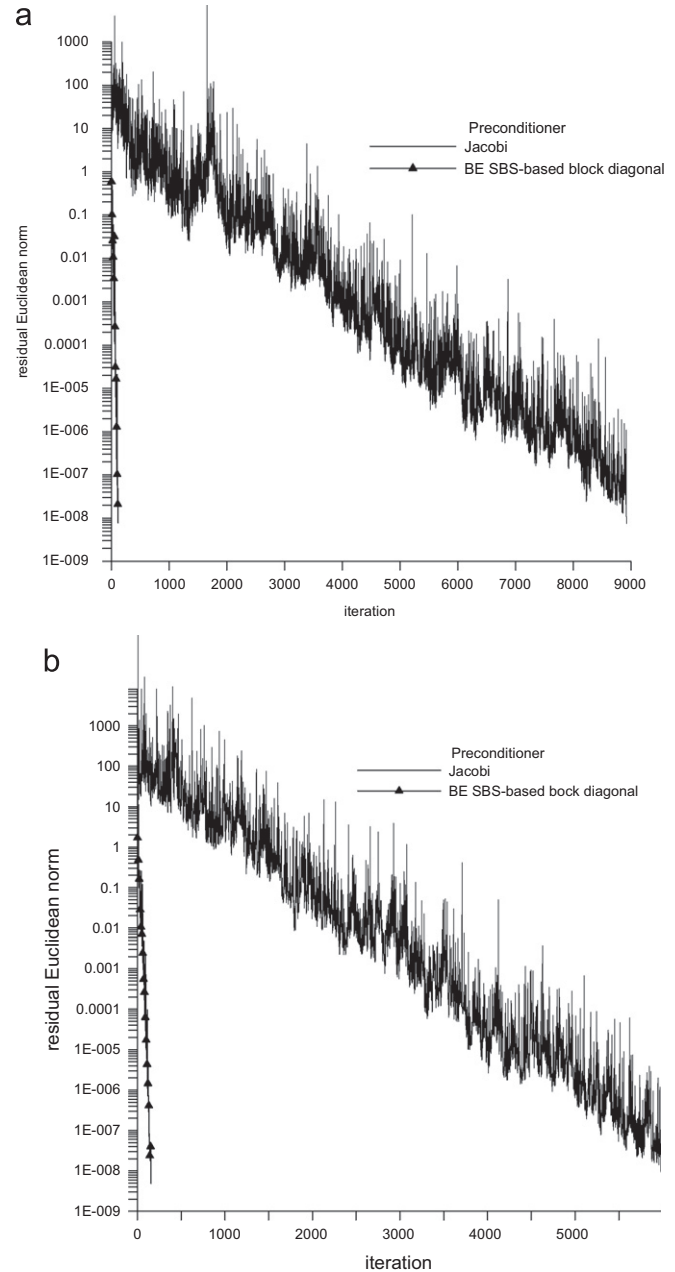 a
1000
100
10
1
0.1
0.01
0.001
0.0001
1E-005
1E-006
1E-007
1E-008
1E-009
residual Euclidean norm
Preconditioner
Jacobi
BE SBS-based block diagonal
0 1000 2000 3000 4000 5000 6000 7000 8000 9000
iteration
b
1000
100
10
1
0.1
0.01
0.001
0.0001
1E-005
1E-006
1E-007
1E-008
1E-009
residual Euclidean norm
Preconditioner
Jacobi
BE SBS-based bock diagonal
0 1000 2000 3000 4000 5000
iteration